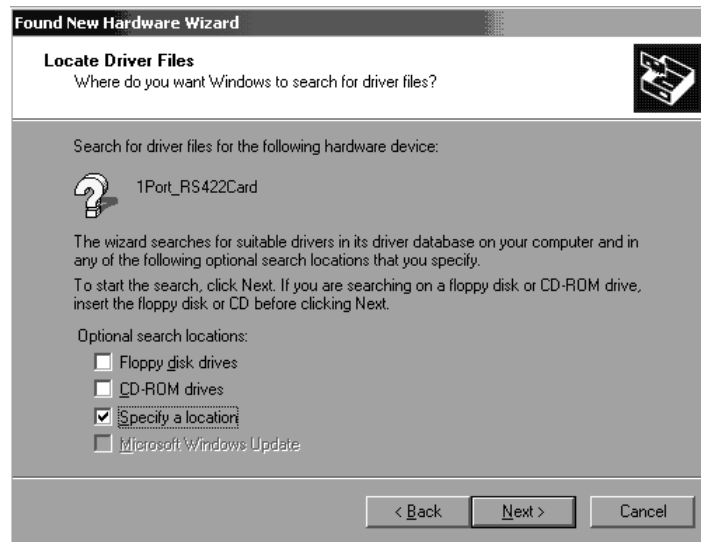 Found New Hardware Wizard
Locate Driver Files
Where do you want Windows to search for driver files?
Search for driver files for the following hardware device:
1Port_RS422Card
The wizard searches for suitable drivers in its driver database on your computer and in
any of the following optional search locations that you specify.
To start the search, click Next. If you are searching on a floppy disk or CD-ROM drive,
insert the floppy disk or CD before clicking Next.
Optional search locations:
Floppy disk drives
CD-ROM drives
Specify a location
Microsoft Windows Update
< Back Next > Cancel